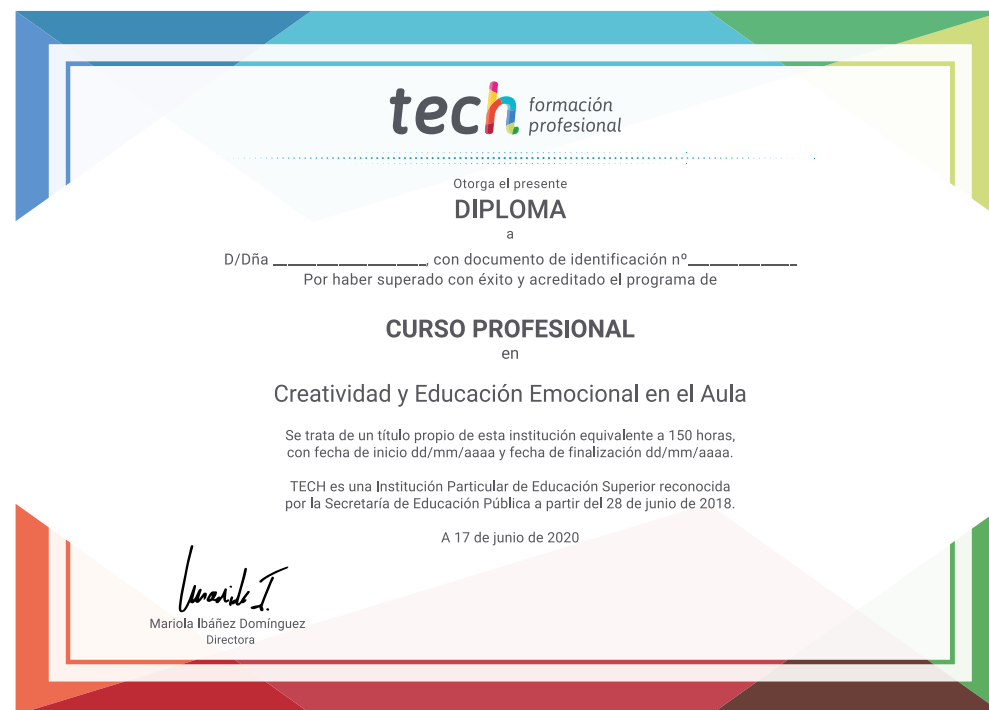 tech formación
profesional
Otorga el presente
DIPLOMA
a
D/Dña ____________________, con documento de identificación nº______________
Por haber superado con éxito y acreditado el programa de
CURSO PROFESIONAL
en
Creatividad y Educación Emocional en el Aula
Se trata de un título propio de esta institución equivalente a 150 horas,
con fecha de inicio dd/mm/aaaa y fecha de finalización dd/mm/aaaa.
TECH es una Institución Particular de Educación Superior reconocida
por la Secretaría de Educación Pública a partir del 28 de junio de 2018.
A 17 de junio de 2020
Mariola Ibáñez Domínguez
Directora